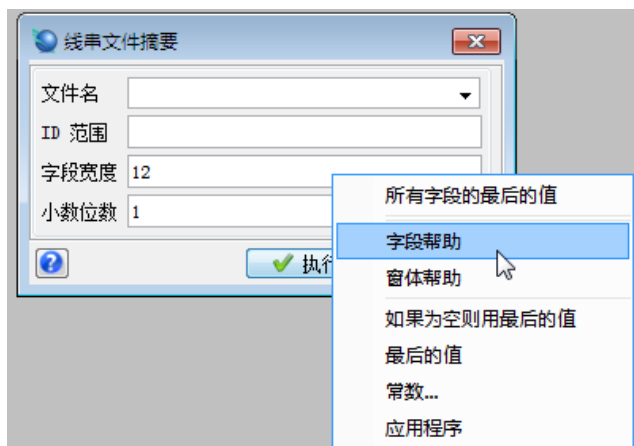 线串文件摘要
文件名
ID 范围
字段宽度 12
小数位数 1
执行
所有字段的最后的值
字段帮助
窗体帮助
如果为空则用最后的值
最后的值
常数...
应用程序